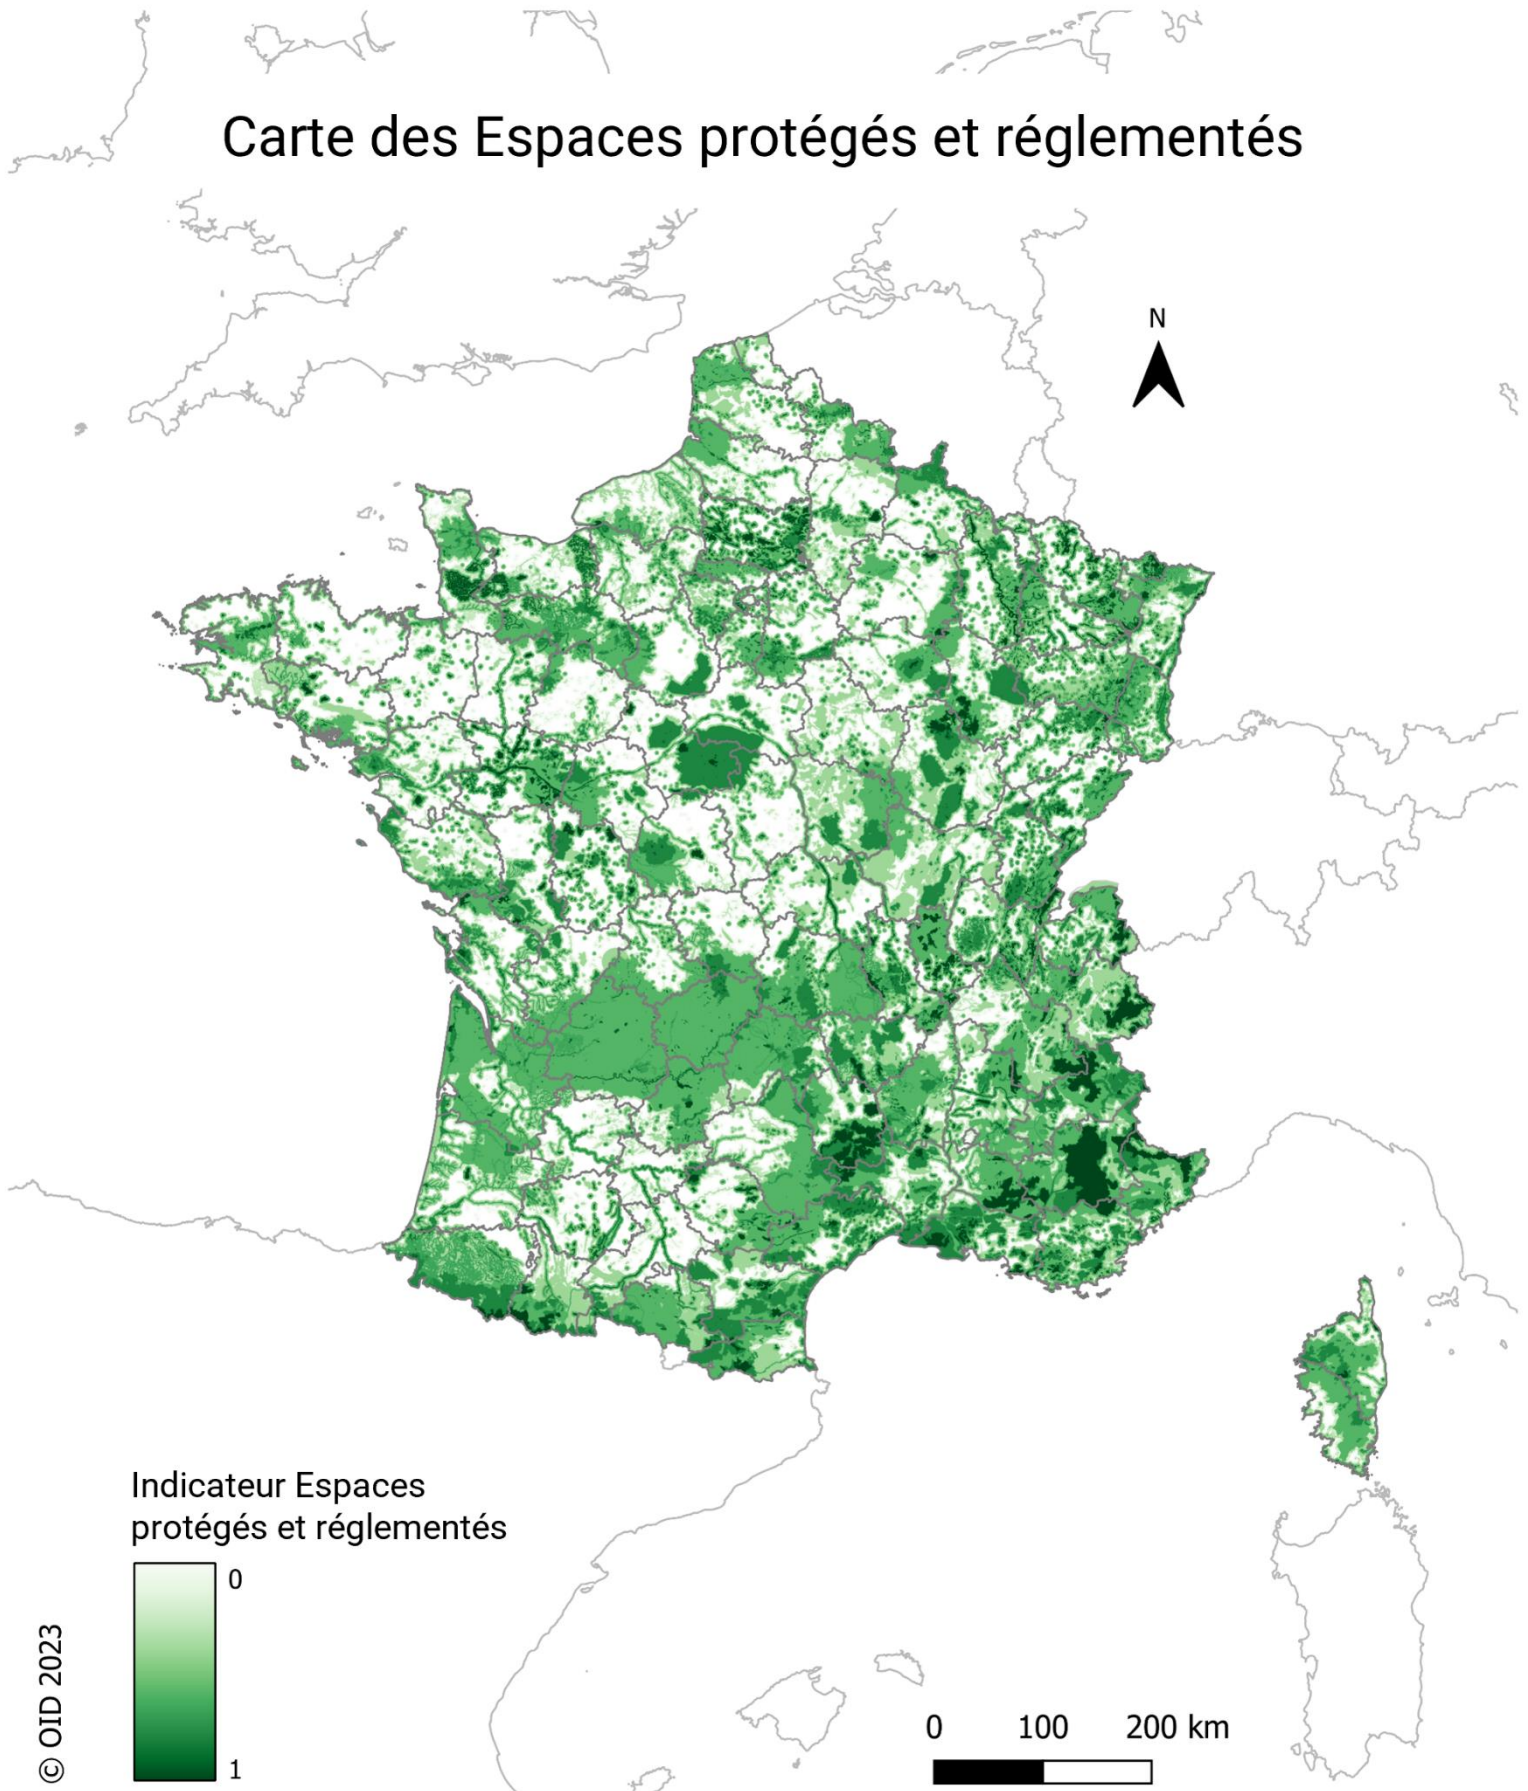 Carte des Espaces protégés et réglementés
N
Indicateur Espaces
protégés et réglementés
0
1
© OID 2023
0 100 200 km